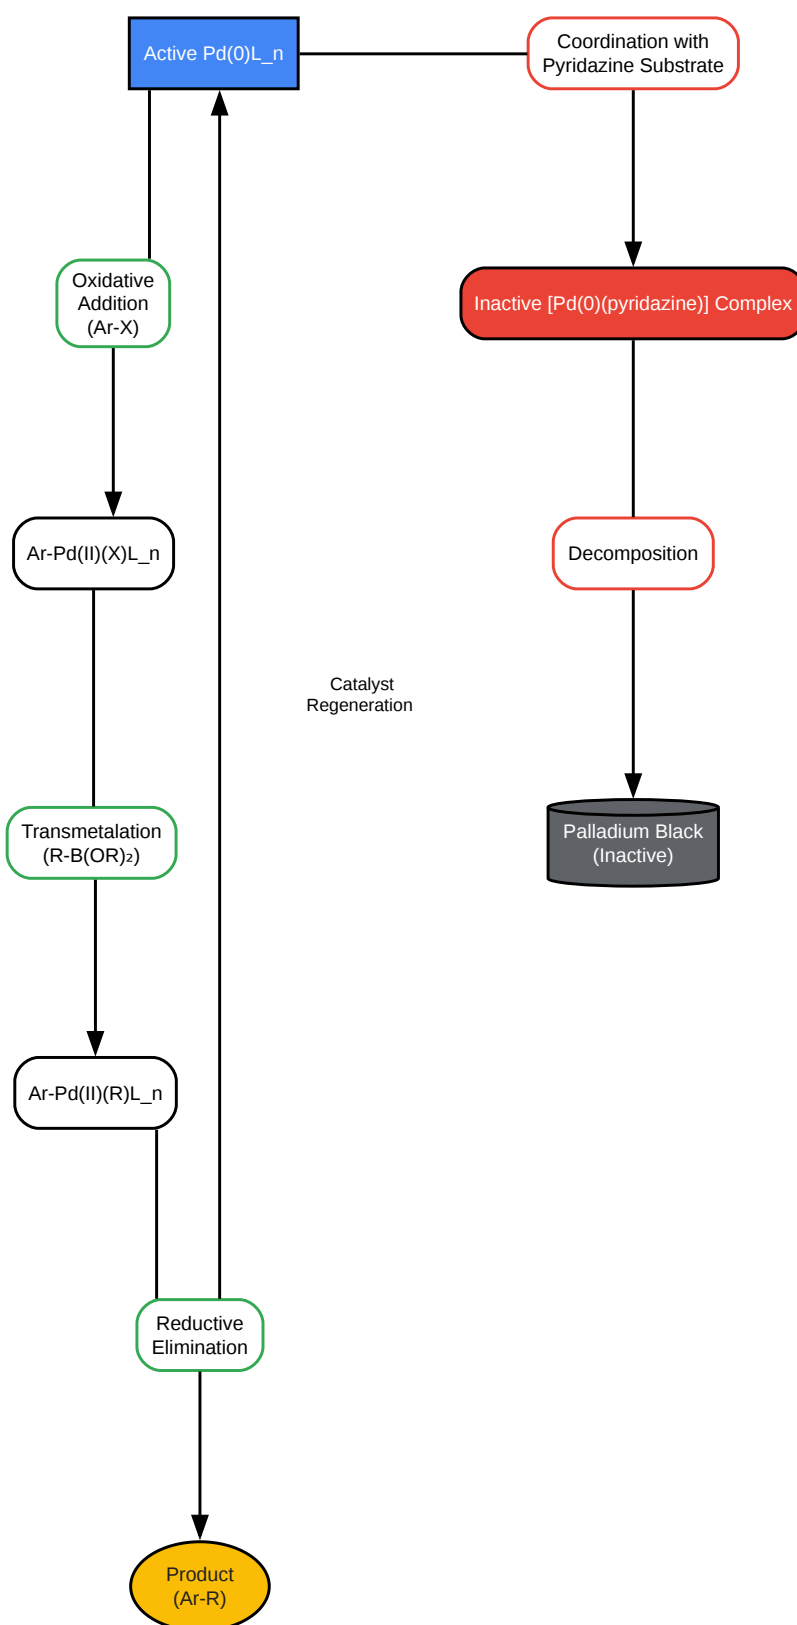 Active Pd(0)L_n
Coordination with
Pyridazine Substrate
Oxidative
Addition
(Ar-X)
Inactive [Pd(0)(pyridazine)] Complex
Ar-Pd(II)(X)L_n
Decomposition
Catalyst
Regeneration
Transmetalation
(R-B(OR)₂)
Palladium Black
(Inactive)
Ar-Pd(II)(R)L_n
Reductive
Elimination
Product
(Ar-R)